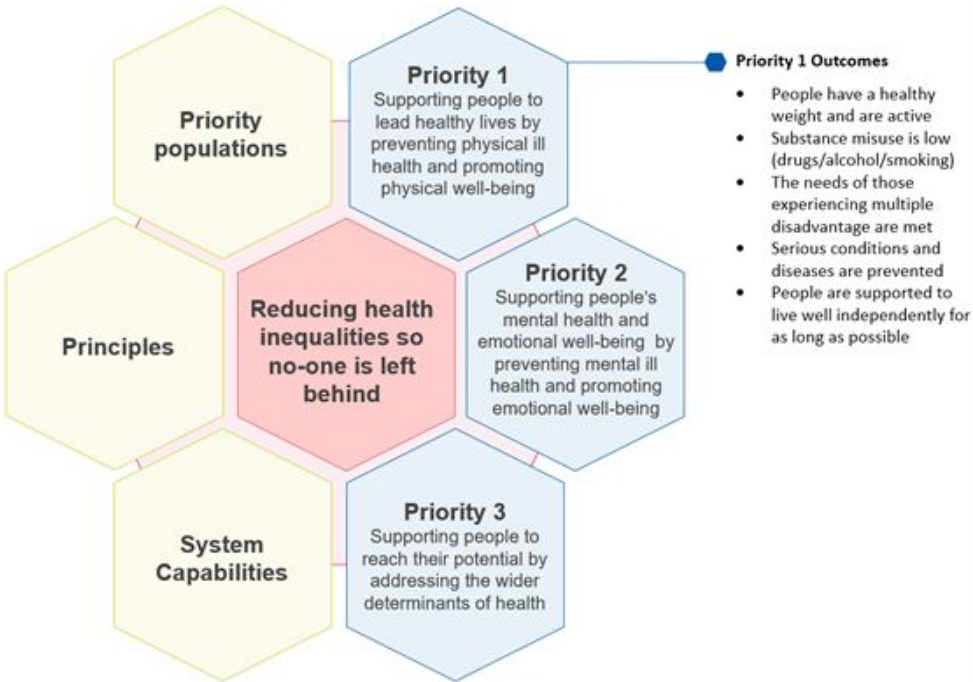 Priority
populations
Priority 1
Supporting people to
lead healthy lives by
preventing physical ill
health and promoting
physical well-being
Priority 1 Outcomes
• People have a healthy
weight and are active
• Substance misuse is low
(drugs/alcohol/smoking)
• The needs of those
experiencing multiple
disadvantage are met
• Serious conditions and
diseases are prevented
• People are supported to
live well independently for
as long as possible
Principles
Reducing health
inequalities so
no-one is left
behind
Priority 2
Supporting people's
mental health and
emotional well-being by
preventing mental ill
health and promoting
emotional well-being
System
Capabilities
Priority 3
Supporting people to
reach their potential by
addressing the wider
determinants of health